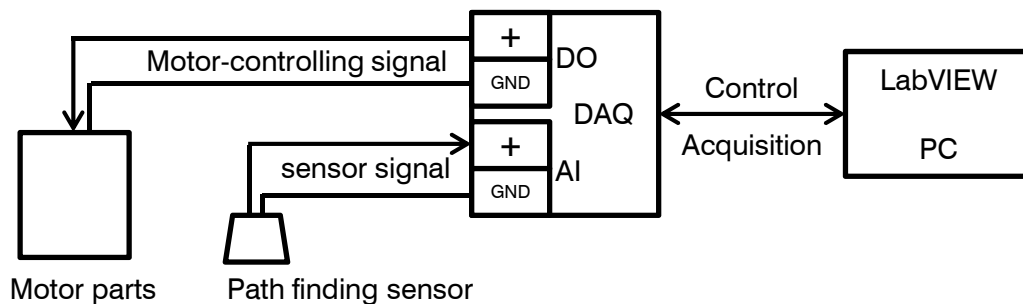 +
DO
Motor-controlling signal
GND
DAQ
Control
LabVIEW
+
sensor signal
AI
GND
Acquisition
PC
Motor parts
Path finding sensor